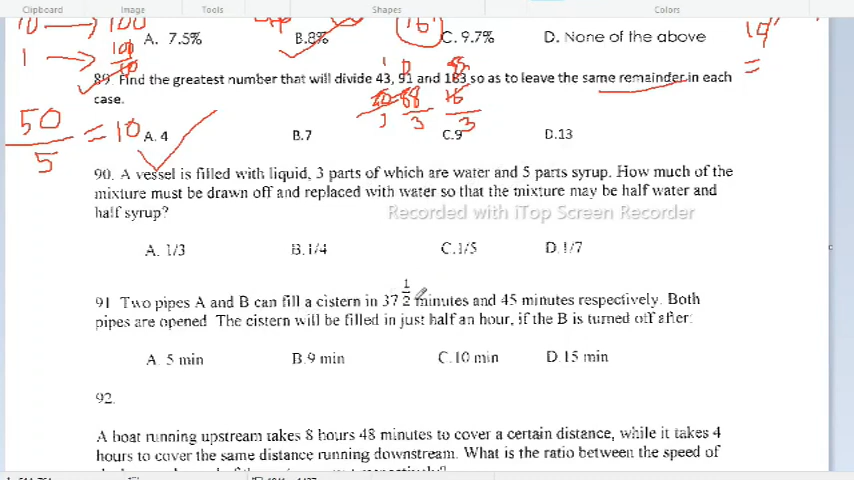 Clipboard Image Tools Shapes Colors
10 → 100
1 → 100
16
19
=
A. 7.5% B.8% C. 9.7% D. None of the above
89. Find the greatest number that will divide 43, 91 and 183 so as to leave the same remainder in each
case.
50
5
= 10
88
3 3 3
A. 4 B.7 C.9 D.13
90. A vessel is filled with liquid, 3 parts of which are water and 5 parts syrup. How much of the
mixture must be drawn off and replaced with water so that the mixture may be half water and
half syrup?
Recorded with iTop Screen Recorder
A. 1/3 B.1/4 C.1/5 D.1/7
91 Two pipes A and B can fill a cistern in 37 1/2 minutes and 45 minutes respectively. Both
pipes are opened The cistern will be filled in just half an hour, if the B is turned off after:
A. 5 min B.9 min C.10 min D.15 min
92.
A boat running upstream takes 8 hours 48 minutes to cover a certain distance, while it takes 4
hours to cover the same distance running downstream. What is the ratio between the speed of